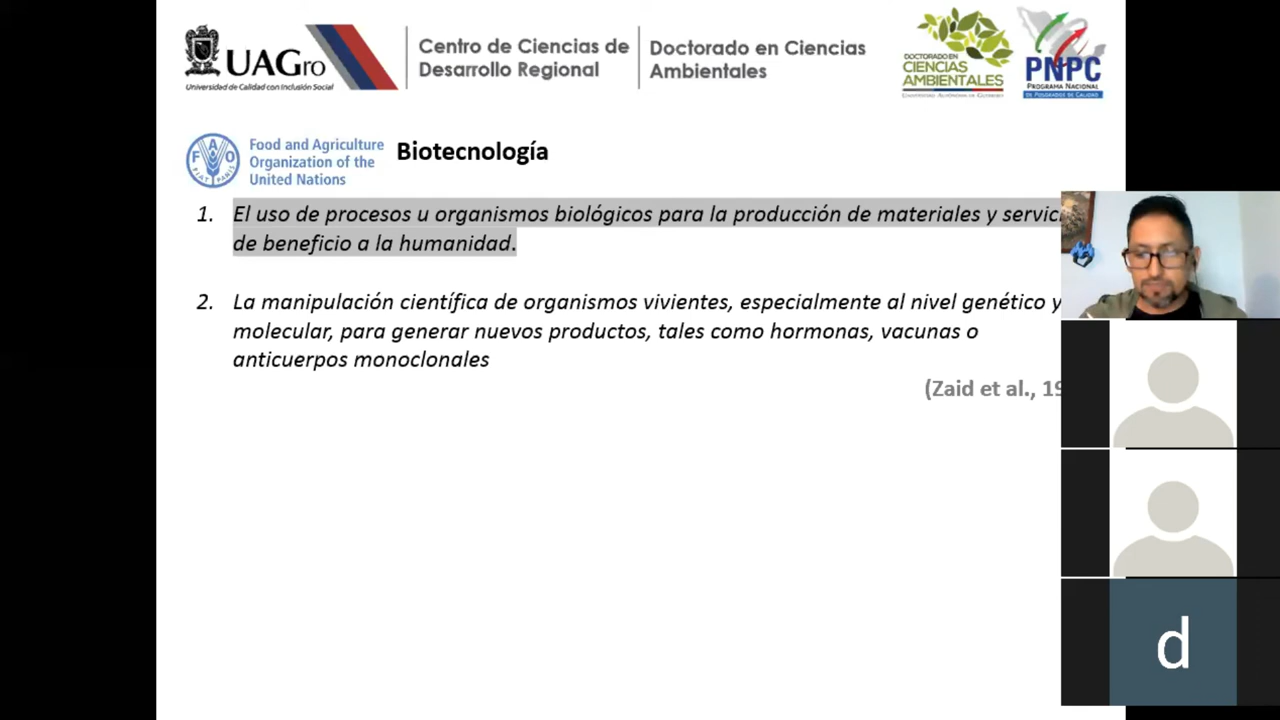 UAGro
Universidad de Calidad con Inclusión Social
Centro de Ciencias de
Desarrollo Regional
Doctorado en Ciencias
Ambientales
DOCTORADO EN
CIENCIAS
AMBIENTALES
PNPC
PROGRAMA NACIONAL
DE POSGRADOS DE CALIDAD
F A O
FIAT PANIS
Food and Agriculture
Organization of the
United Nations
Biotecnología
1. El uso de procesos u organismos biológicos para la producción de materiales y servici
de beneficio a la humanidad.
2. La manipulación científica de organismos vivientes, especialmente al nivel genético y
molecular, para generar nuevos productos, tales como hormonas, vacunas o
anticuerpos monoclonales
(Zaid et al., 19
d